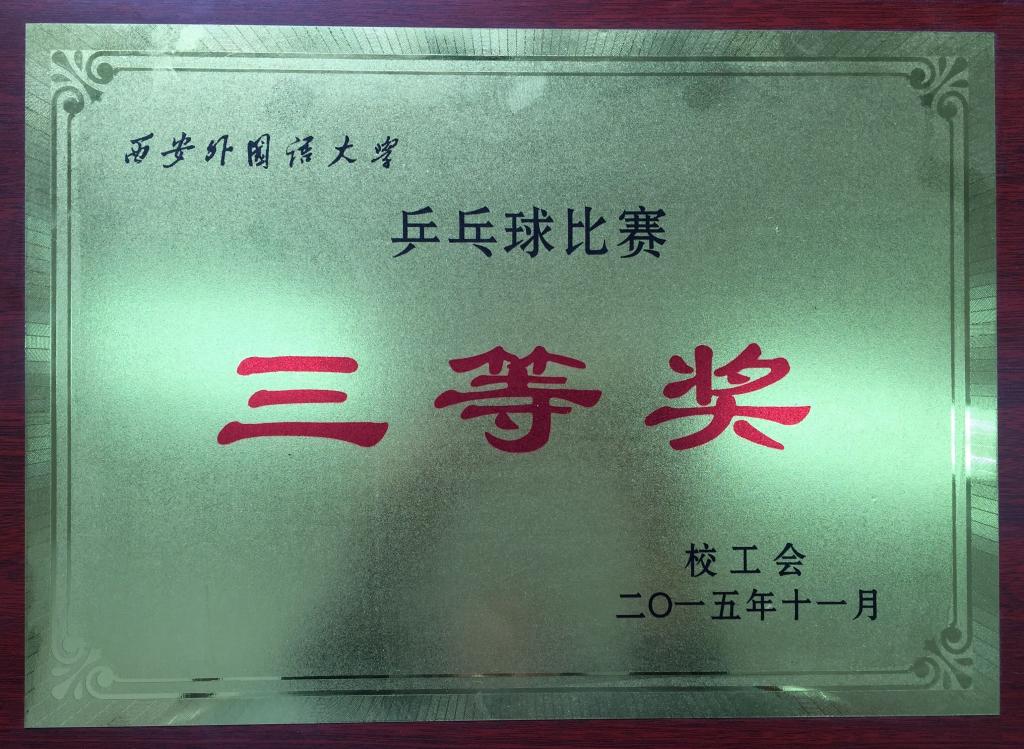 西安外国语大学
乒乓球比赛
三等奖
校工会
二〇一五年十一月